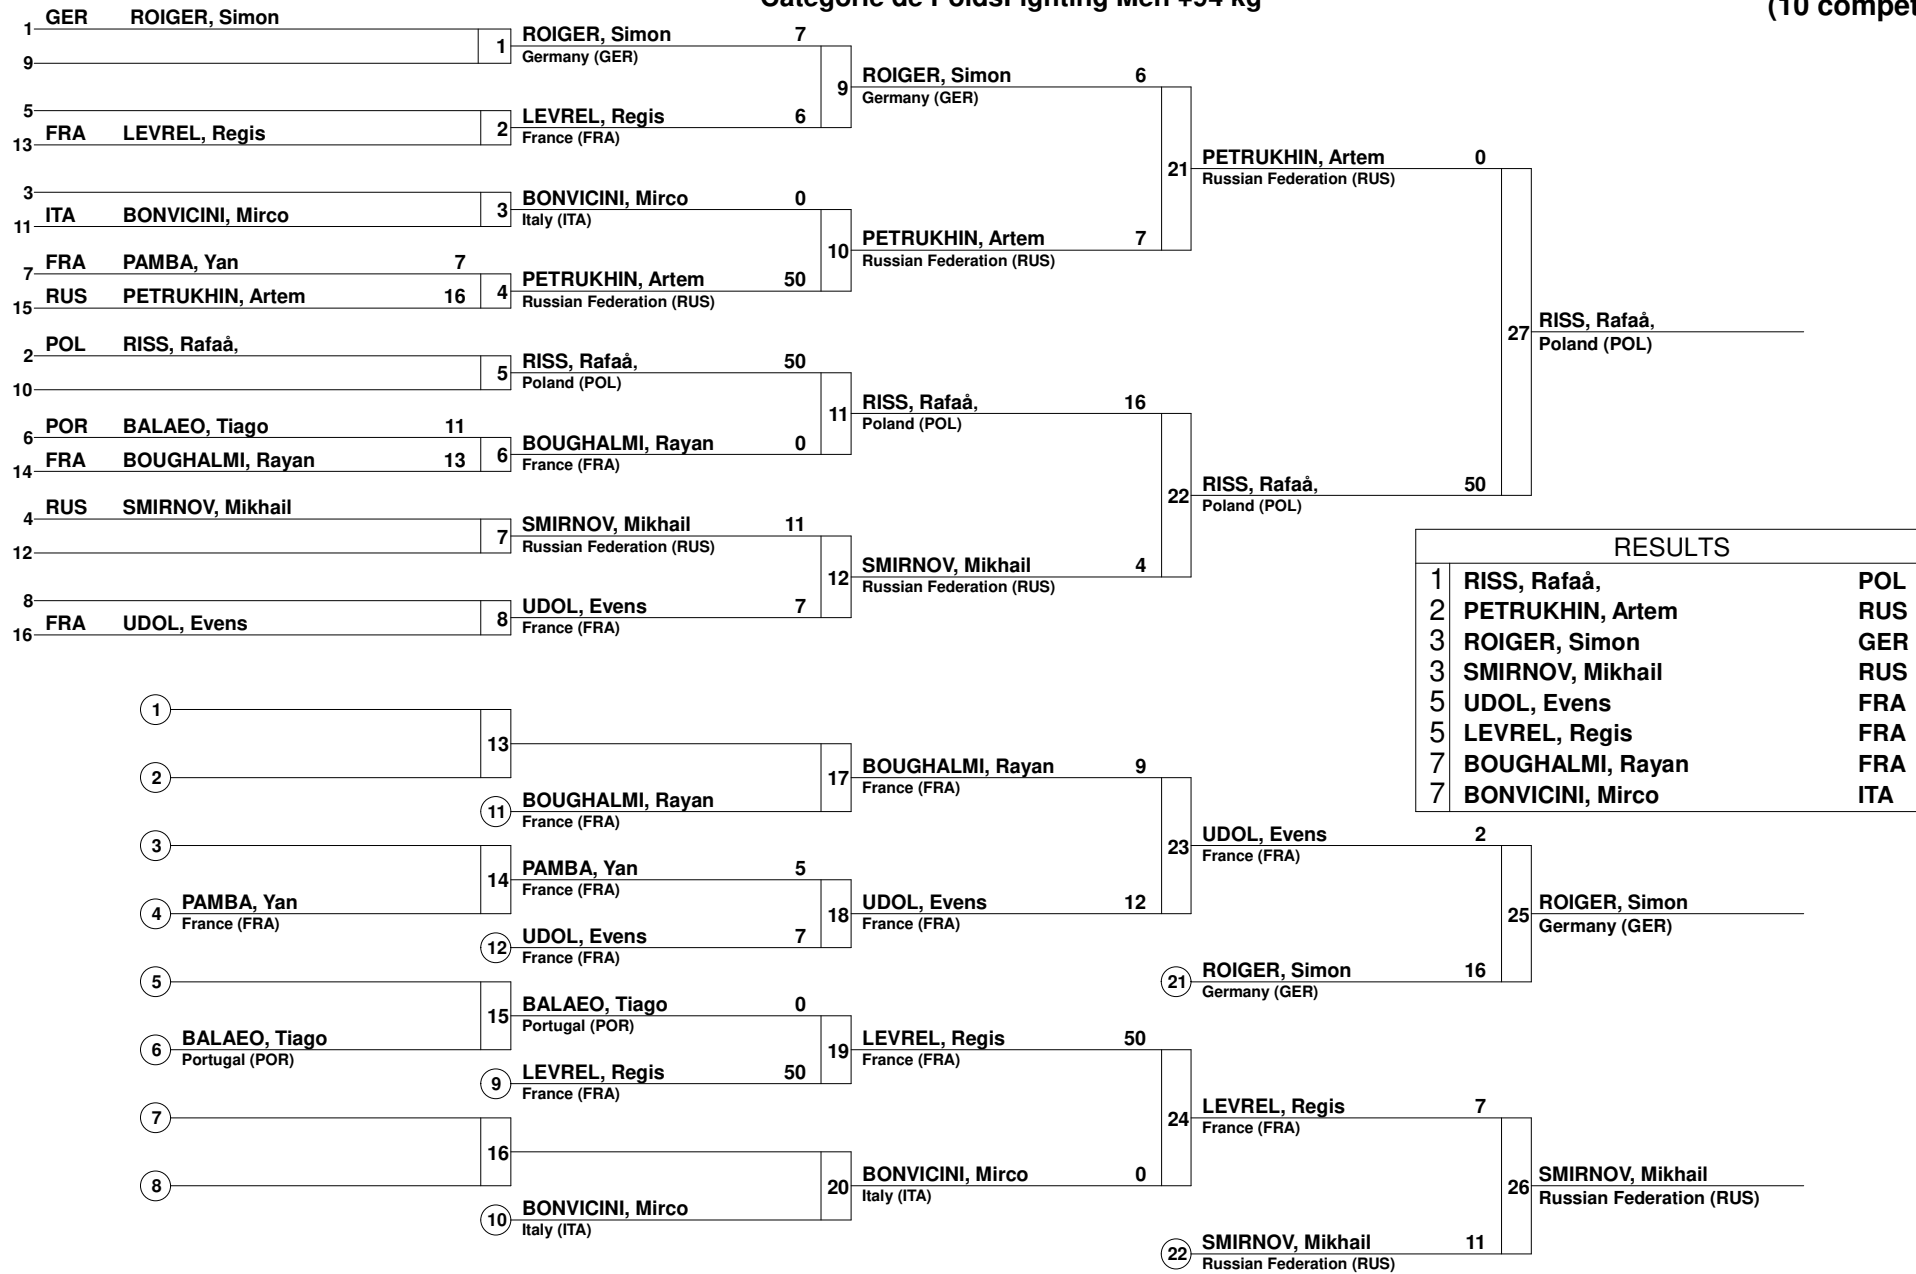 Catégorie de PoidsFighting Men +94 kg
(10 compet
1 GER ROIGER, Simon
9
1 ROIGER, Simon 7
Germany (GER)
5
13 FRA LEVREL, Regis
2 LEVREL, Regis 6
France (FRA)
9 ROIGER, Simon 6
Germany (GER)
3
11 ITA BONVICINI, Mirco
3 BONVICINI, Mirco 0
Italy (ITA)
7 FRA PAMBA, Yan 7
15 RUS PETRUKHIN, Artem 16
4 PETRUKHIN, Artem 50
Russian Federation (RUS)
10 PETRUKHIN, Artem 7
Russian Federation (RUS)
21 PETRUKHIN, Artem 0
Russian Federation (RUS)
2 POL RISS, Rafaå,
10
5 RISS, Rafaå, 50
Poland (POL)
6 POR BALAEO, Tiago 11
14 FRA BOUGHALMI, Rayan 13
6 BOUGHALMI, Rayan 0
France (FRA)
11 RISS, Rafaå, 16
Poland (POL)
4 RUS SMIRNOV, Mikhail
12
7 SMIRNOV, Mikhail 11
Russian Federation (RUS)
8
16 FRA UDOL, Evens
8 UDOL, Evens 7
France (FRA)
12 SMIRNOV, Mikhail 4
Russian Federation (RUS)
22 RISS, Rafaå, 50
Poland (POL)
27 RISS, Rafaå,
Poland (POL)
RESULTS
1 RISS, Rafaå, POL
2 PETRUKHIN, Artem RUS
3 ROIGER, Simon GER
3 SMIRNOV, Mikhail RUS
5 UDOL, Evens FRA
5 LEVREL, Regis FRA
7 BOUGHALMI, Rayan FRA
7 BONVICINI, Mirco ITA
1
2
13
11 BOUGHALMI, Rayan
France (FRA)
17 BOUGHALMI, Rayan 9
France (FRA)
3
4 PAMBA, Yan
France (FRA)
14 PAMBA, Yan 5
France (FRA)
12 UDOL, Evens 7
France (FRA)
18 UDOL, Evens 12
France (FRA)
23 UDOL, Evens 2
France (FRA)
21 ROIGER, Simon 16
Germany (GER)
25 ROIGER, Simon
Germany (GER)
5
6 BALAEO, Tiago
Portugal (POR)
15 BALAEO, Tiago 0
Portugal (POR)
9 LEVREL, Regis 50
France (FRA)
19 LEVREL, Regis 50
France (FRA)
7
8
16
10 BONVICINI, Mirco
Italy (ITA)
20 BONVICINI, Mirco 0
Italy (ITA)
24 LEVREL, Regis 7
France (FRA)
22 SMIRNOV, Mikhail 11
Russian Federation (RUS)
26 SMIRNOV, Mikhail
Russian Federation (RUS)